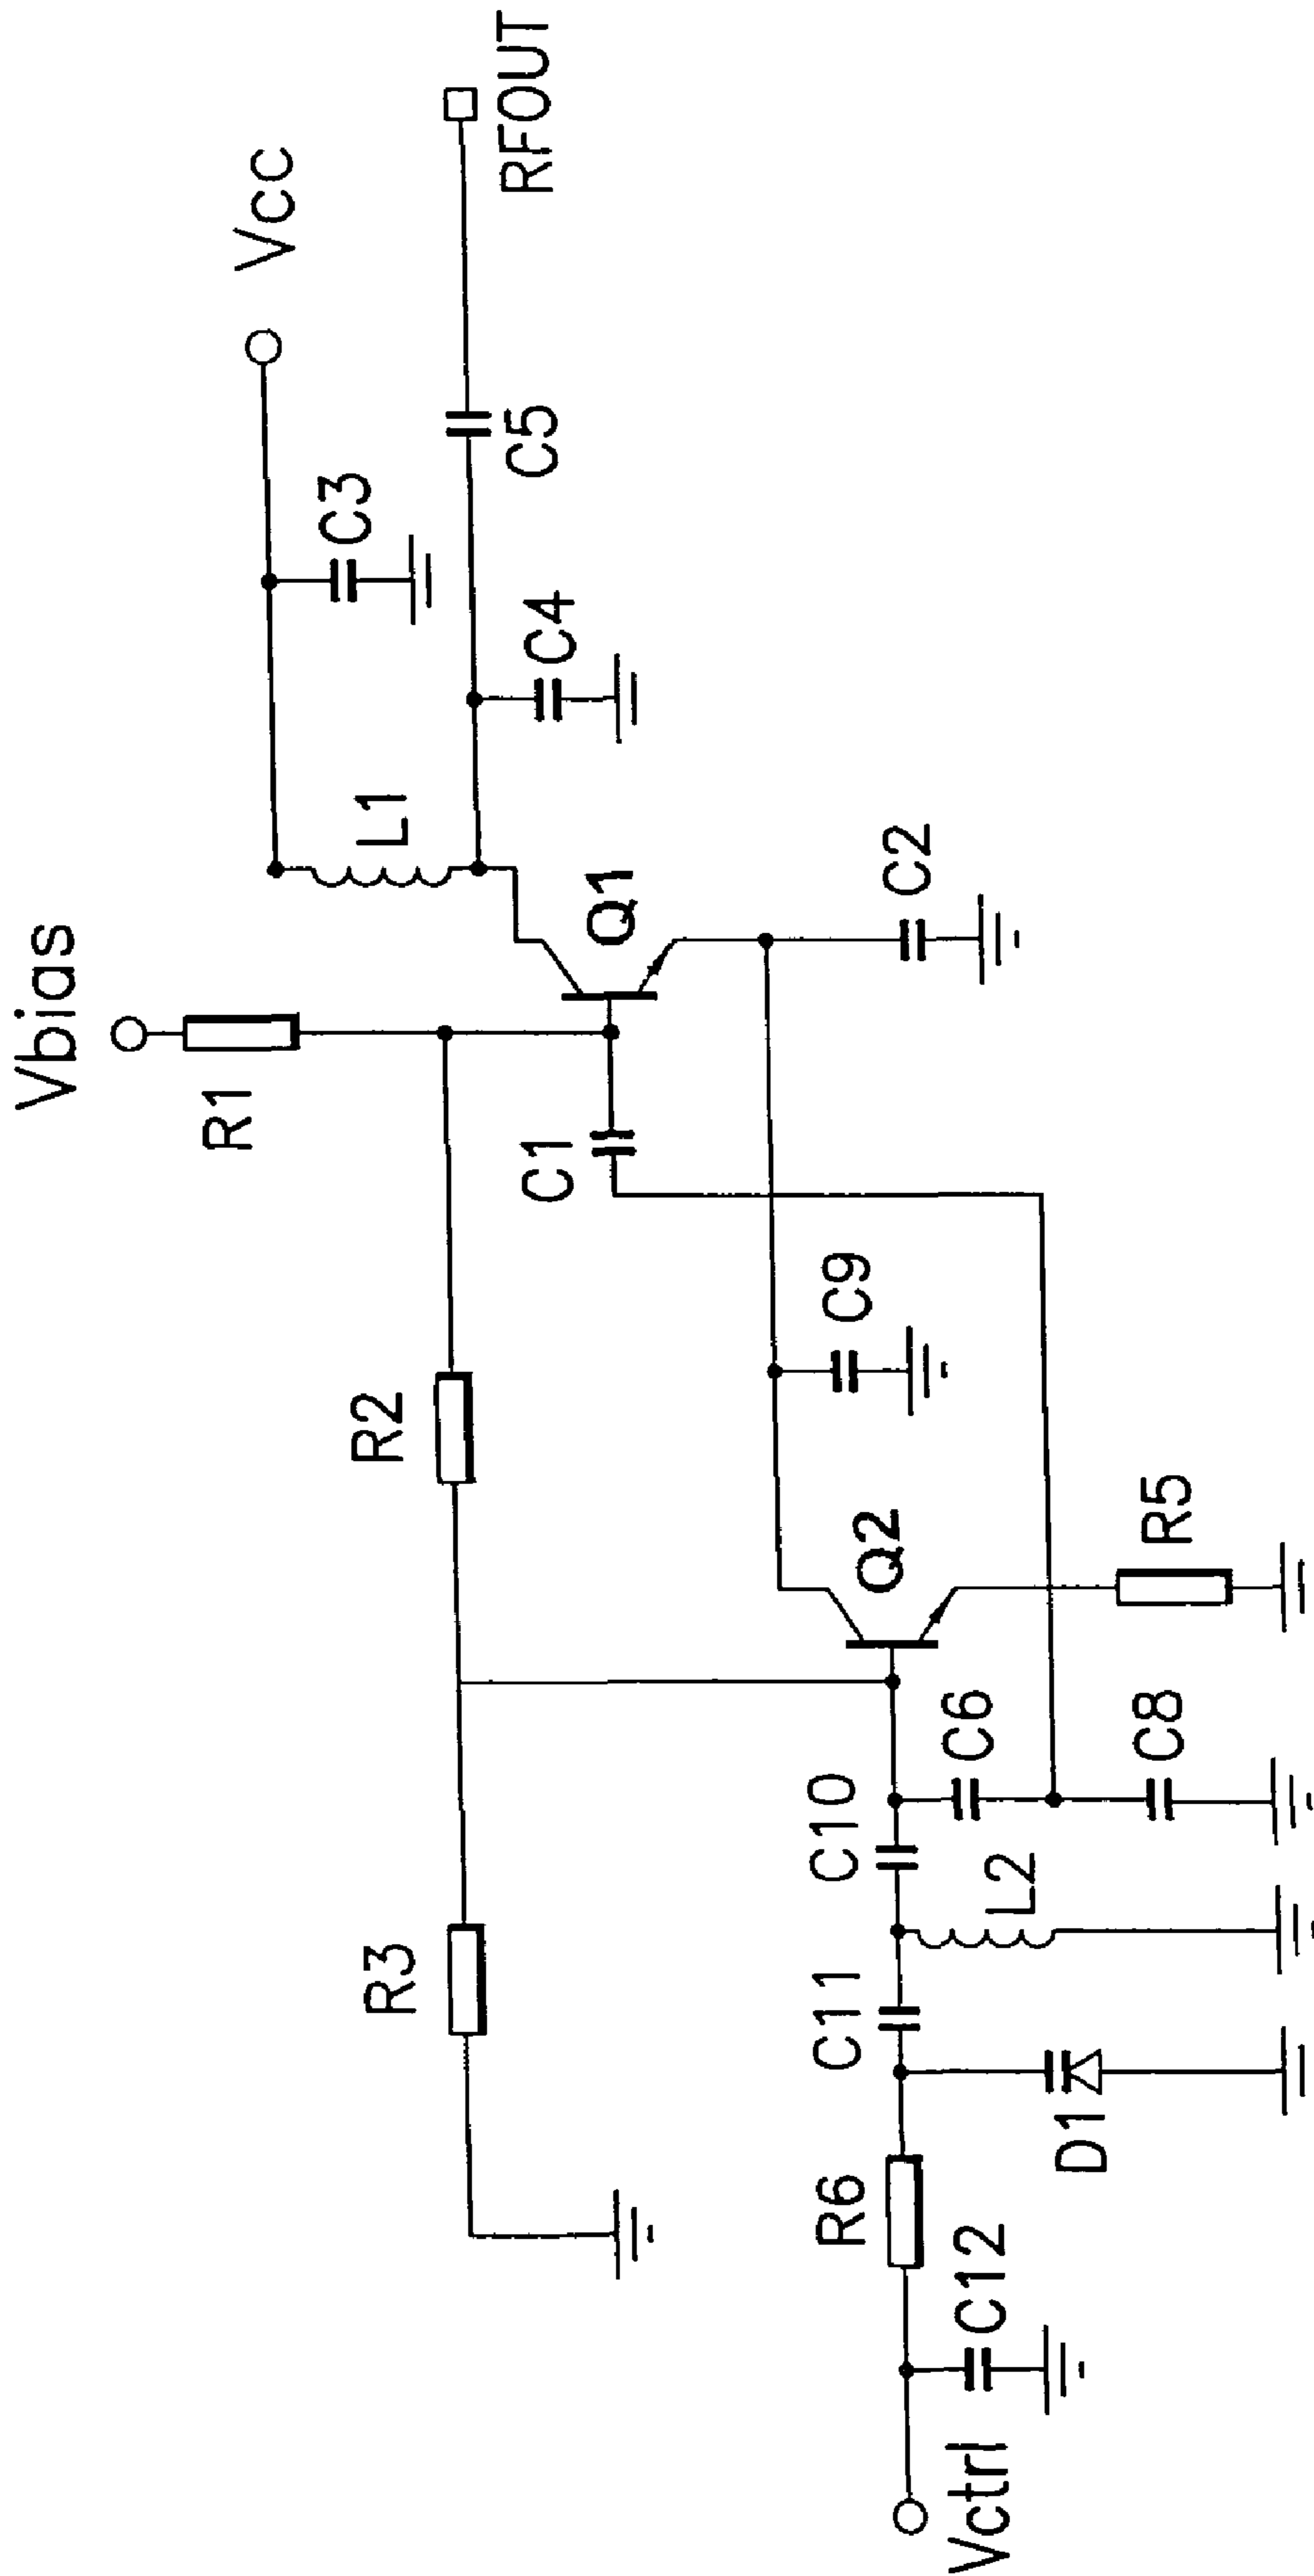 Vbias
Vcc
R1
L1
C3
R3
R2
C1
Q1
C4
C5
RFOUT
C2
C9
Q2
Vctrl
R6
C12
C11
D1
C10
L2
C6
C8
R5